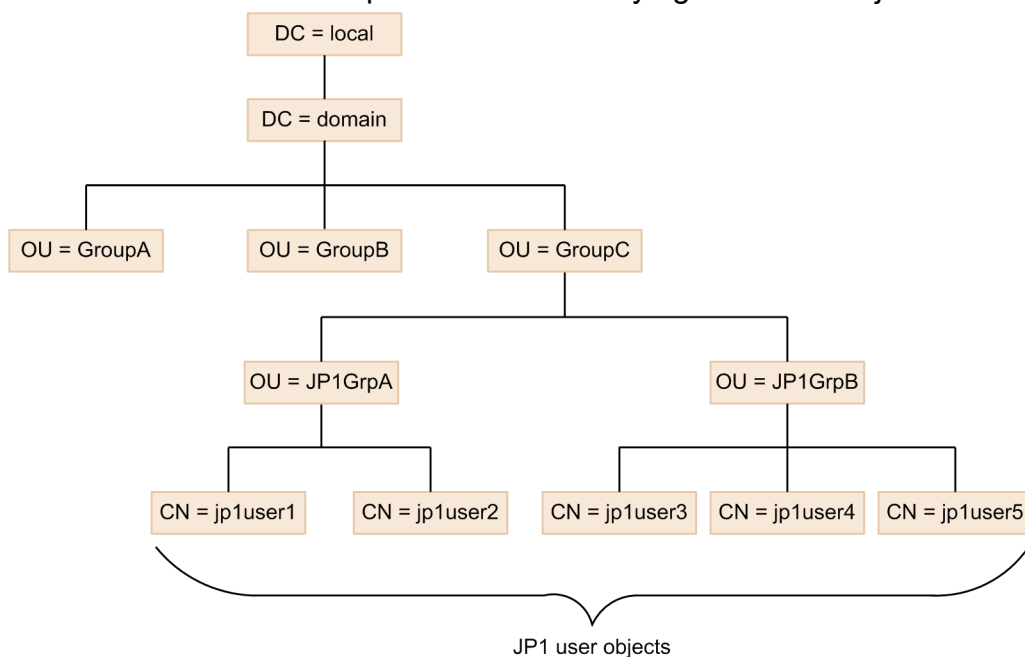 DC = local
DC = domain
OU = GroupA
OU = GroupB
OU = GroupC
OU = JP1GrpA
OU = JP1GrpB
CN = jp1user1
CN = jp1user2
CN = jp1user3
CN = jp1user4
CN = jp1user5
JP1 user objects